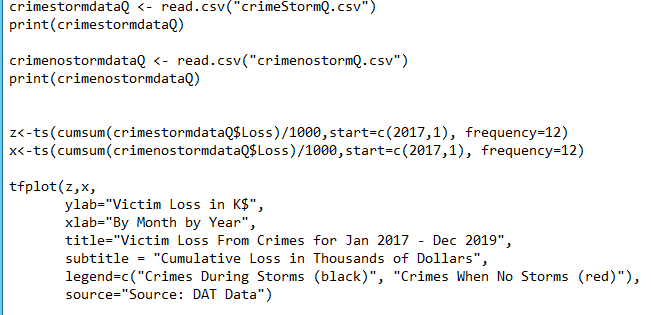 crimestormdataQ <- read.csv("crimeStormQ.csv")
print(crimestormdataQ)
crimenostormdataQ <- read.csv("crimenostormQ.csv")
print(crimenostormdataQ)
z<-ts(cumsum(crimestormdataQ$Loss)/1000,start=c(2017,1), frequency=12)
x<-ts(cumsum(crimenostormdataQ$Loss)/1000,start=c(2017,1), frequency=12)
tfplot(z,x,
ylab="Victim Loss in K$",
xlab="By Month by Year",
title="Victim Loss From Crimes for Jan 2017 - Dec 2019",
subtitle = "Cumulative Loss in Thousands of Dollars",
legend=c("Crimes During Storms (black)", "Crimes When No Storms (red)"),
source="Source: DAT Data")